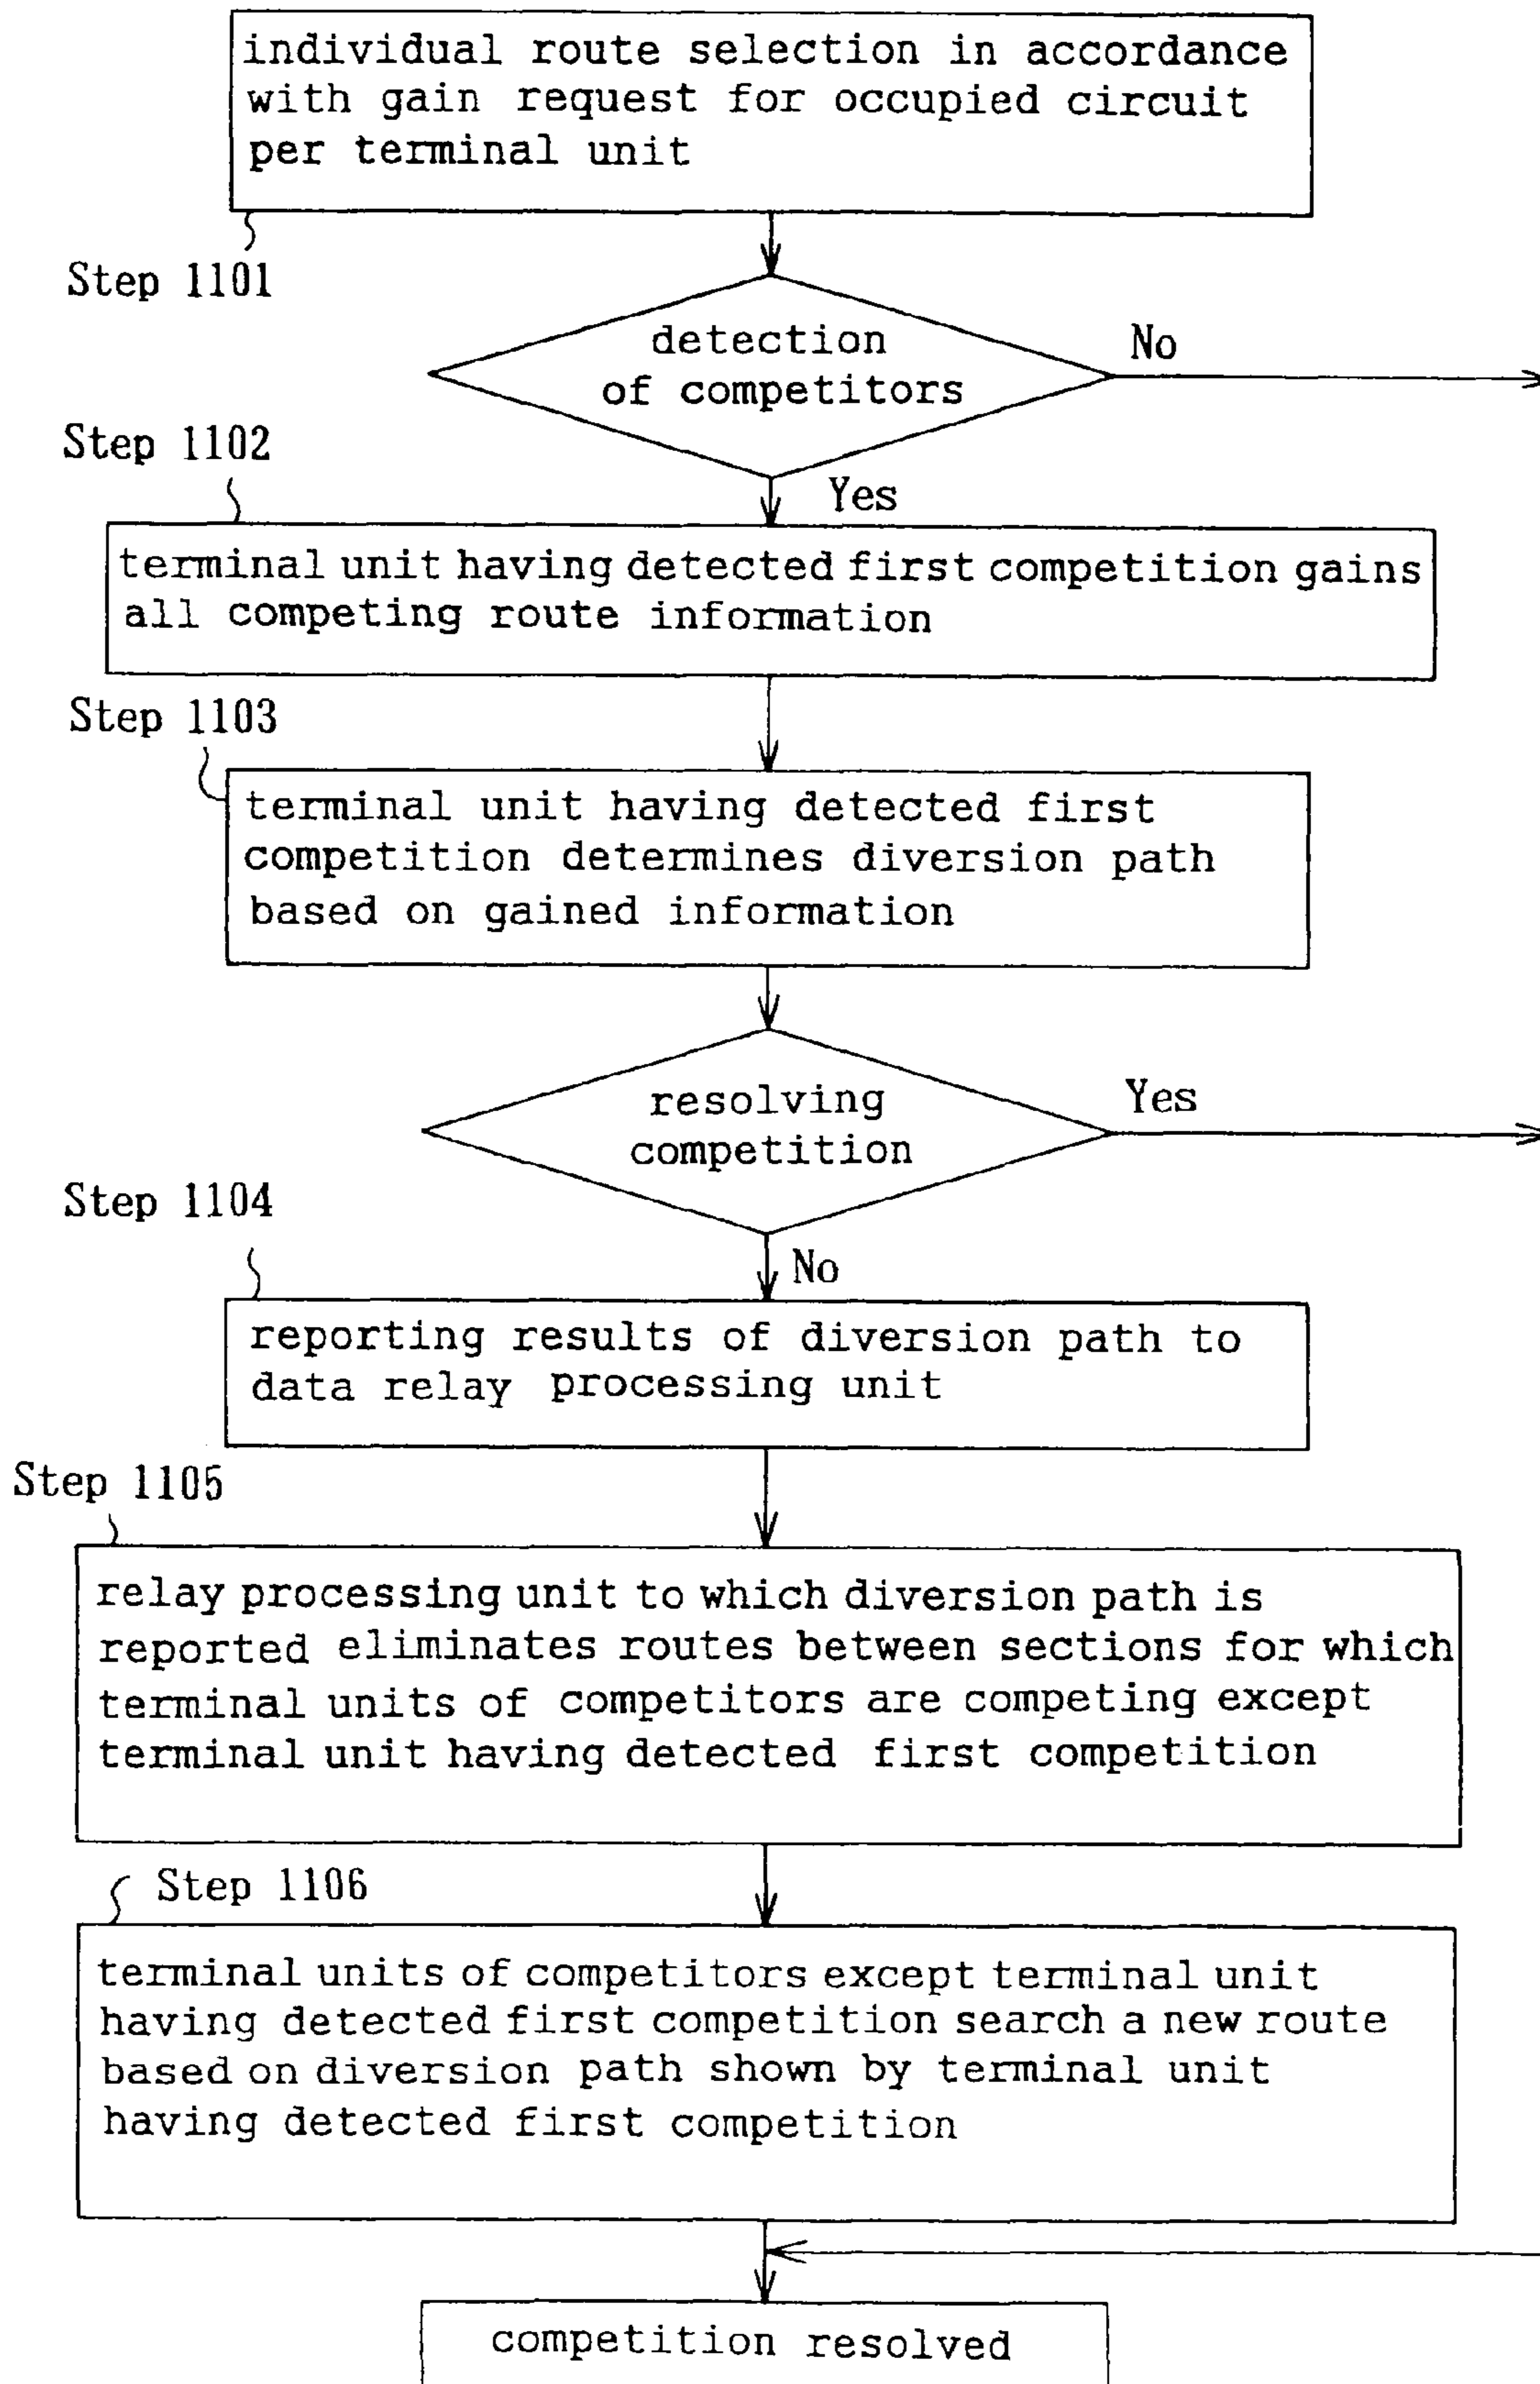 individual route selection in accordance
with gain request for occupied circuit
per terminal unit
Step 1101
detection
of competitors
No
Step 1102
Yes
terminal unit having detected first competition gains
all competing route information
Step 1103
terminal unit having detected first
competition determines diversion path
based on gained information
resolving
competition
Yes
Step 1104
No
reporting results of diversion path to
data relay processing unit
Step 1105
relay processing unit to which diversion path is
reported eliminates routes between sections for which
terminal units of competitors are competing except
terminal unit having detected first competition
Step 1106
terminal units of competitors except terminal unit
having detected first competition search a new route
based on diversion path shown by terminal unit
having detected first competition
competition resolved